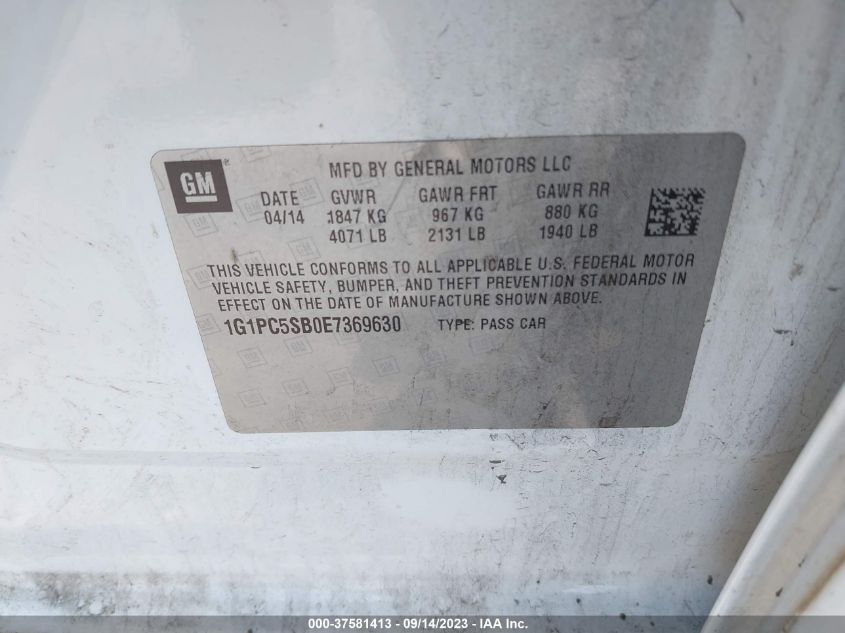 GM
MFD BY GENERAL MOTORS LLC
DATE GVWR GAWR FRT GAWR RR
04/14 1847 KG 967 KG 880 KG
4071 LB 2131 LB 1940 LB
THIS VEHICLE CONFORMS TO ALL APPLICABLE U.S. FEDERAL MOTOR
VEHICLE SAFETY, BUMPER, AND THEFT PREVENTION STANDARDS IN
EFFECT ON THE DATE OF MANUFACTURE SHOWN ABOVE.
1G1PC5SB0E7369630 TYPE: PASS CAR
000-37581413 - 09/14/2023 - IAA Inc.